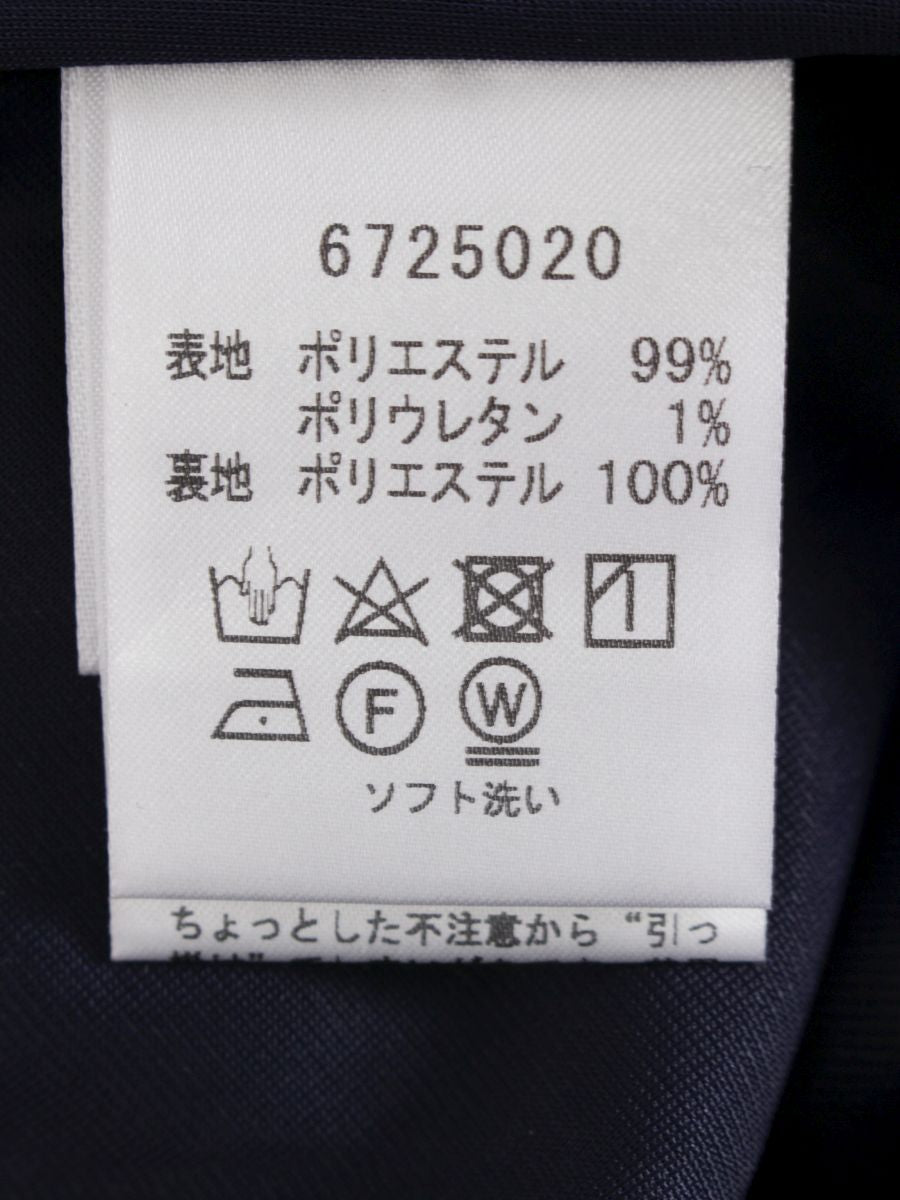 6725020
表地 ポリエステル 99%
ポリウレタン 1%
裏地 ポリエステル 100%
F W
ソフト洗い
ちょっとした不注意から“引っ